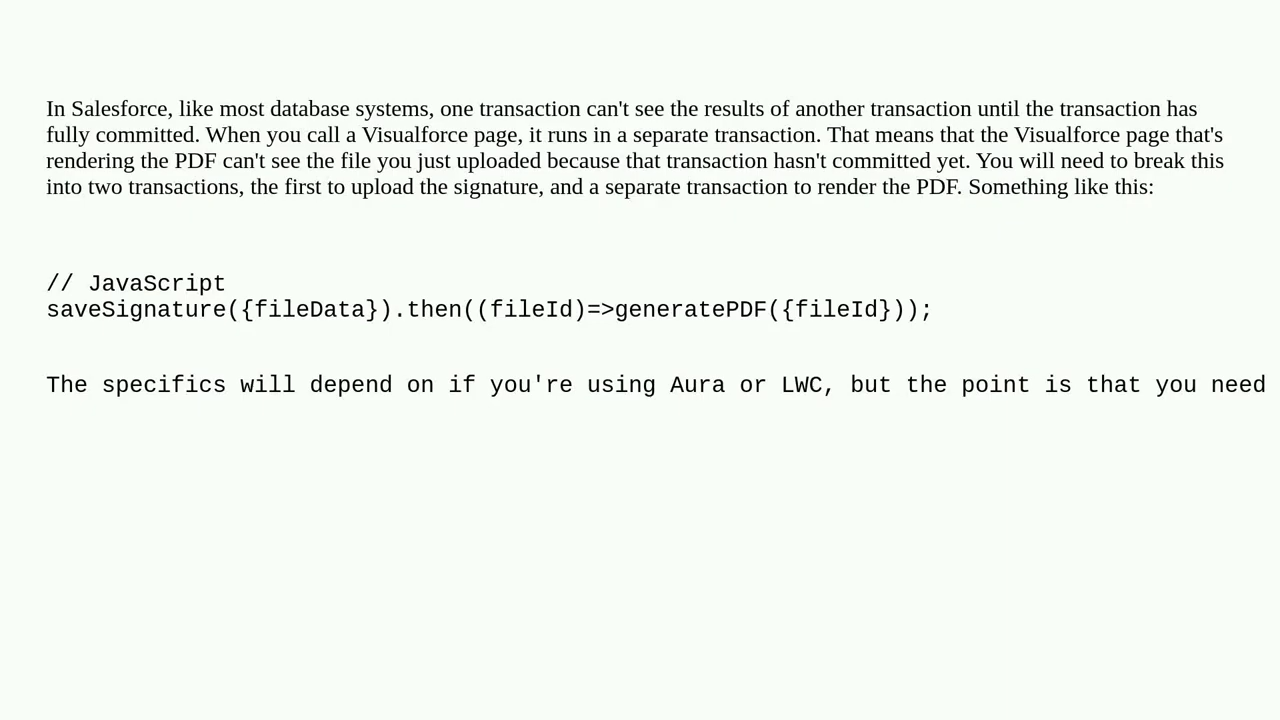 In Salesforce, like most database systems, one transaction can't see the results of another transaction until the transaction has
fully committed. When you call a Visualforce page, it runs in a separate transaction. That means that the Visualforce page that's
rendering the PDF can't see the file you just uploaded because that transaction hasn't committed yet. You will need to break this
into two transactions, the first to upload the signature, and a separate transaction to render the PDF. Something like this:
// JavaScript
saveSignature({fileData}).then((fileId)=>generatePDF({fileId}));
The specifics will depend on if you're using Aura or LWC, but the point is that you need